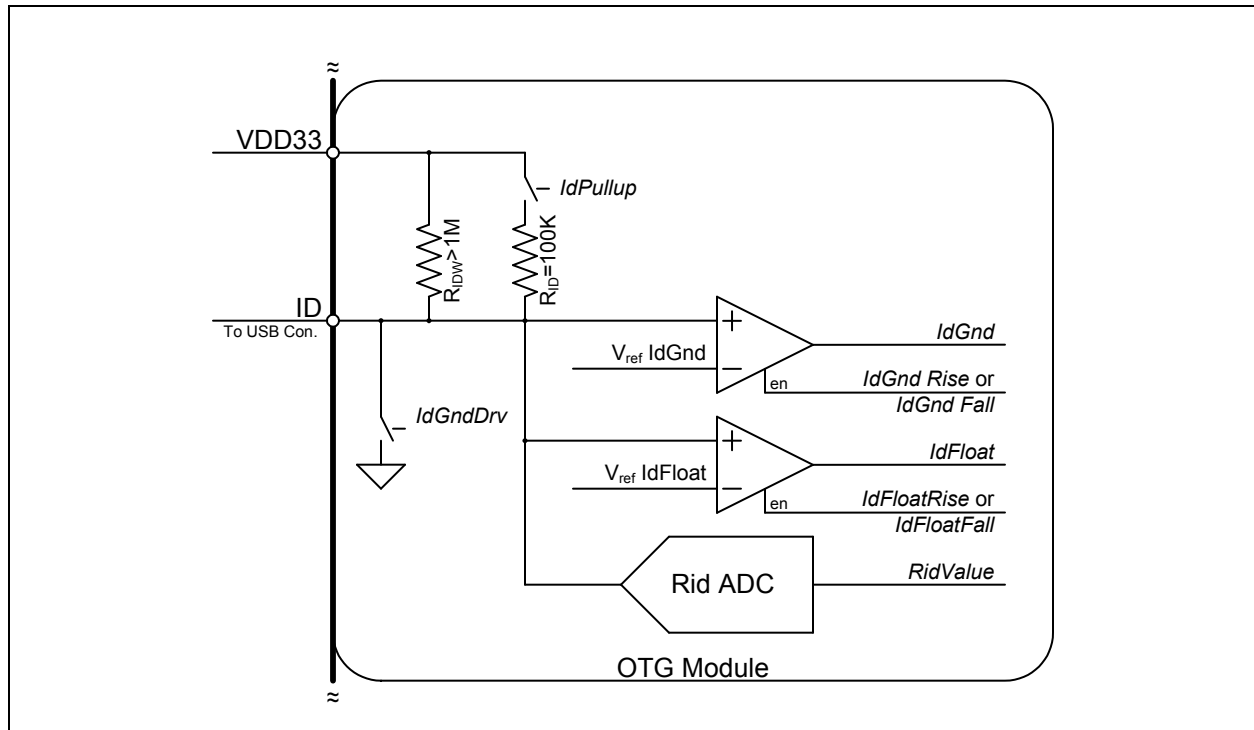 ≈
VDD33
IdPullup
R_IDW>1M
R_ID=100K
ID
To USB Con.
IdGnd
V_ref IdGnd
en
IdGnd Rise or
IdGnd Fall
IdGndDrv
IdFloat
V_ref IdFloat
en
IdFloatRise or
IdFloatFall
Rid ADC
RidValue
OTG Module
≈